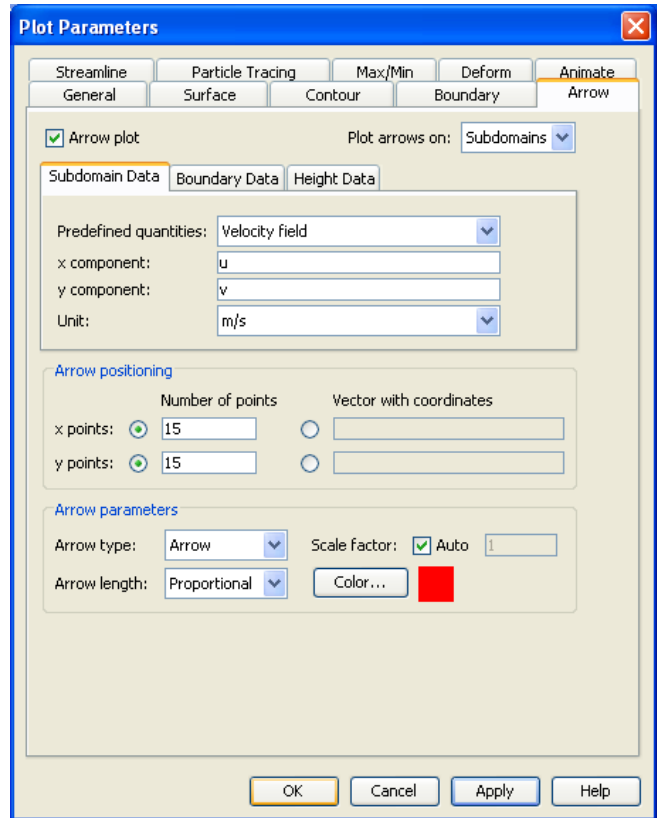 Plot Parameters
Streamline Particle Tracing Max/Min Deform Animate
General Surface Contour Boundary Arrow
Arrow plot Plot arrows on: Subdomains
Subdomain Data Boundary Data Height Data
Predefined quantities: Velocity field
x component: u
y component: v
Unit: m/s
Arrow positioning
Number of points Vector with coordinates
x points: 15
y points: 15
Arrow parameters
Arrow type: Arrow Scale factor: Auto 1
Arrow length: Proportional Color...
OK Cancel Apply Help